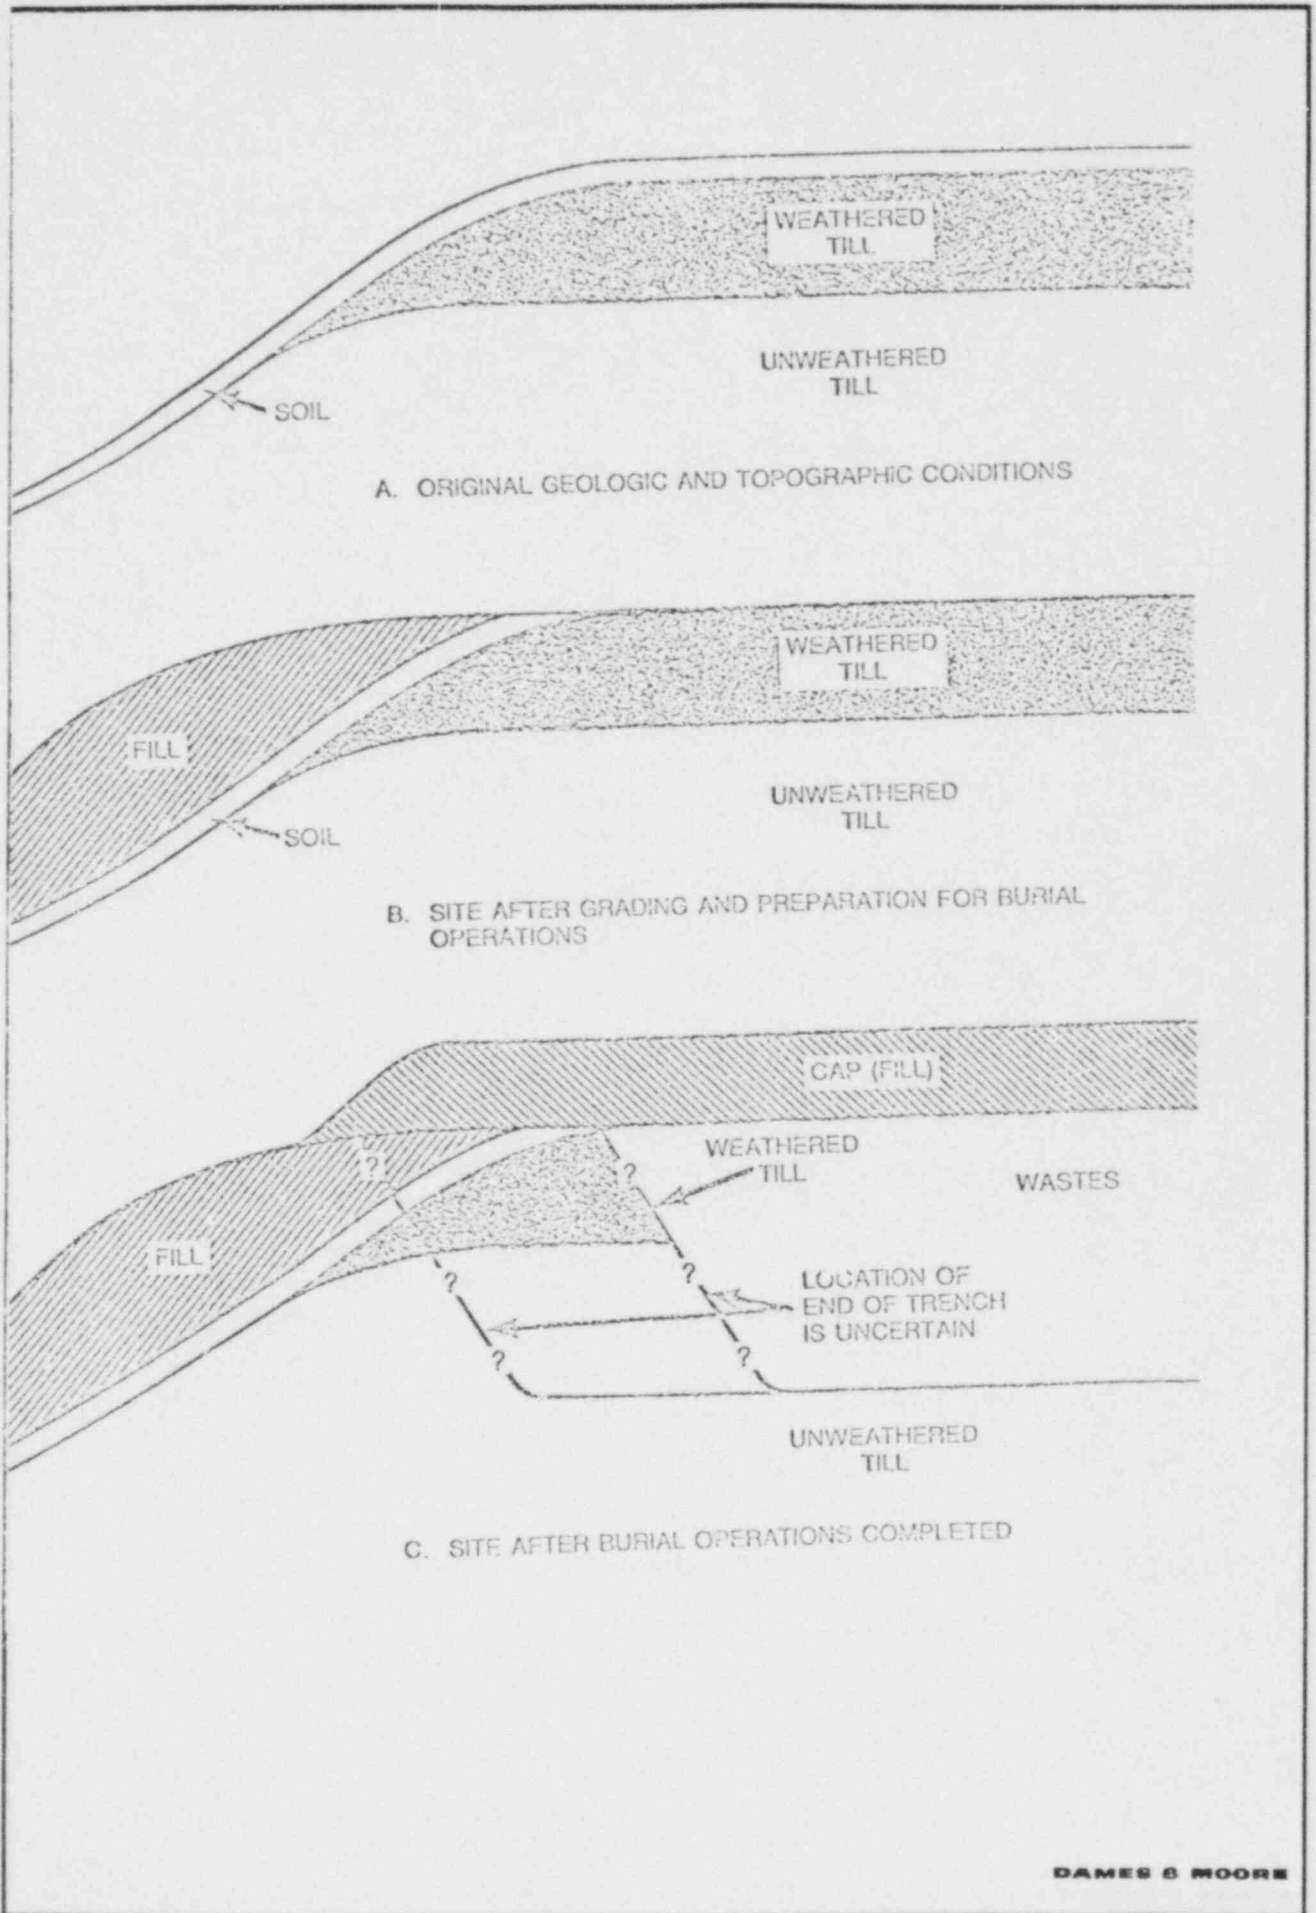 WEATHERED
TILL
UNWEATHERED
TILL
SOIL
A. ORIGINAL GEOLOGIC AND TOPOGRAPHIC CONDITIONS
WEATHERED
TILL
FILL
UNWEATHERED
TILL
SOIL
B. SITE AFTER GRADING AND PREPARATION FOR BURIAL
OPERATIONS
CAP (FILL)
?
WEATHERED
TILL
?
WASTES
FILL
?
?
LOCATION OF
END OF TRENCH
IS UNCERTAIN
?
?
UNWEATHERED
TILL
C. SITE AFTER BURIAL OPERATIONS COMPLETED
DAMES & MOORE